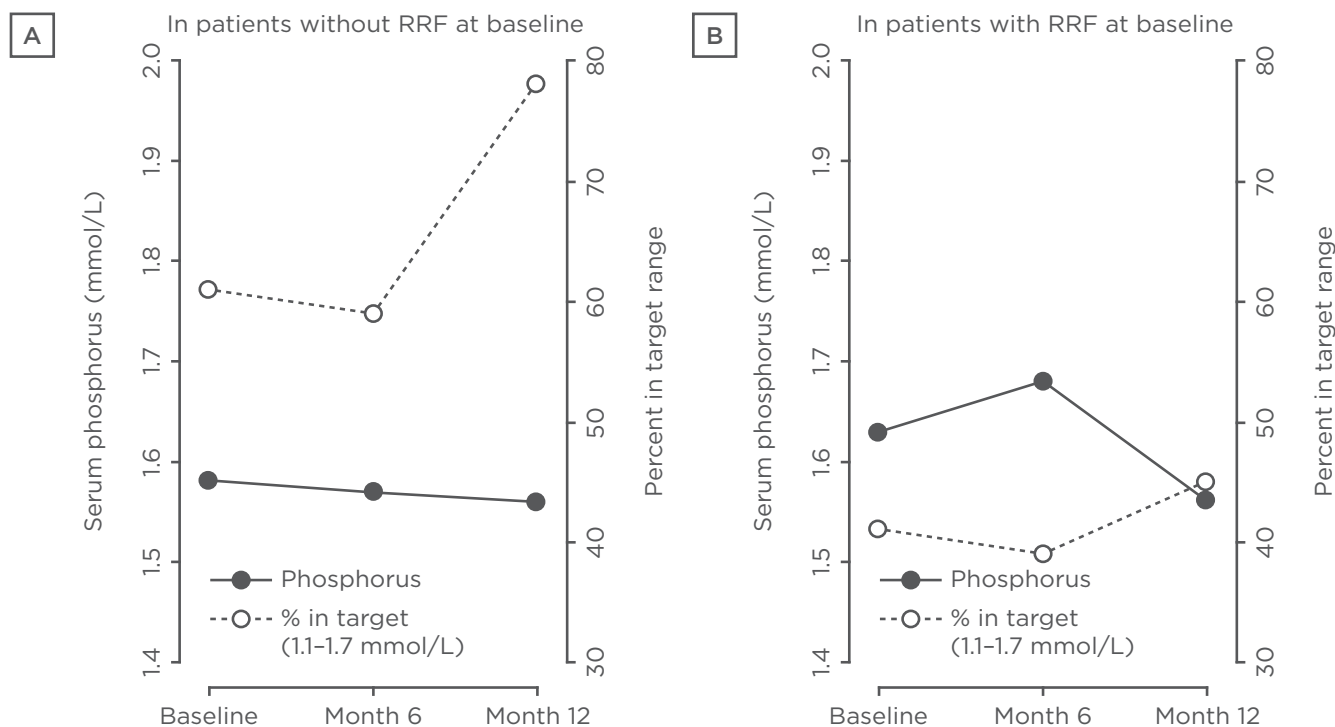 A
In patients without RRF at baseline
Serum phosphorus (mmol/L)
2.0
1.9
1.8
1.7
1.6
1.5
1.4
80
70
60
50
40
30
Percent in target range
Phosphorus
% in target
(1.1–1.7 mmol/L)
Baseline
Month 6
Month 12
B
In patients with RRF at baseline
Serum phosphorus (mmol/L)
2.0
1.9
1.8
1.7
1.6
1.5
1.4
80
70
60
50
40
30
Percent in target range
Phosphorus
% in target
(1.1–1.7 mmol/L)
Baseline
Month 6
Month 12